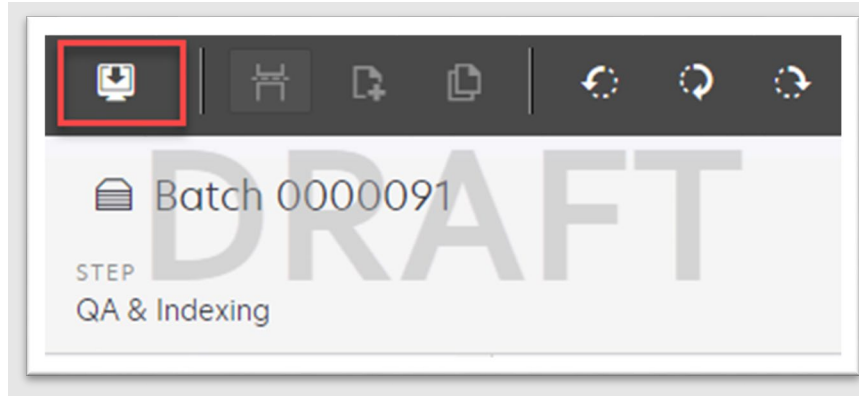 DRAFT
Batch 0000091
STEP
QA & Indexing